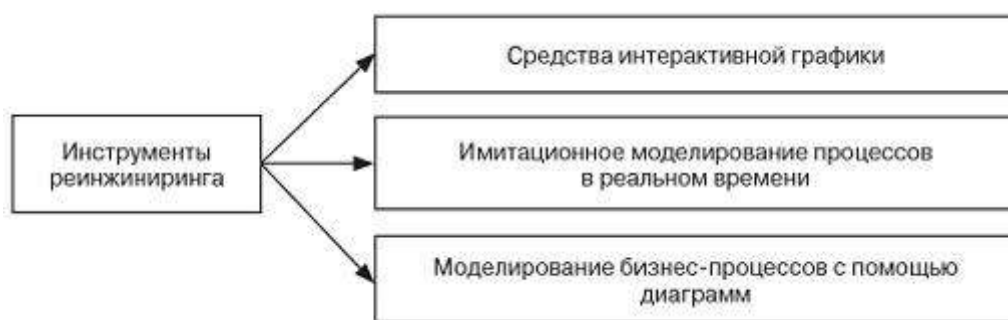 Инструменты
реинжиниринга
Средства интерактивной графики
Имитационное моделирование процессов
в реальном времени
Моделирование бизнес-процессов с помощью
диаграмм